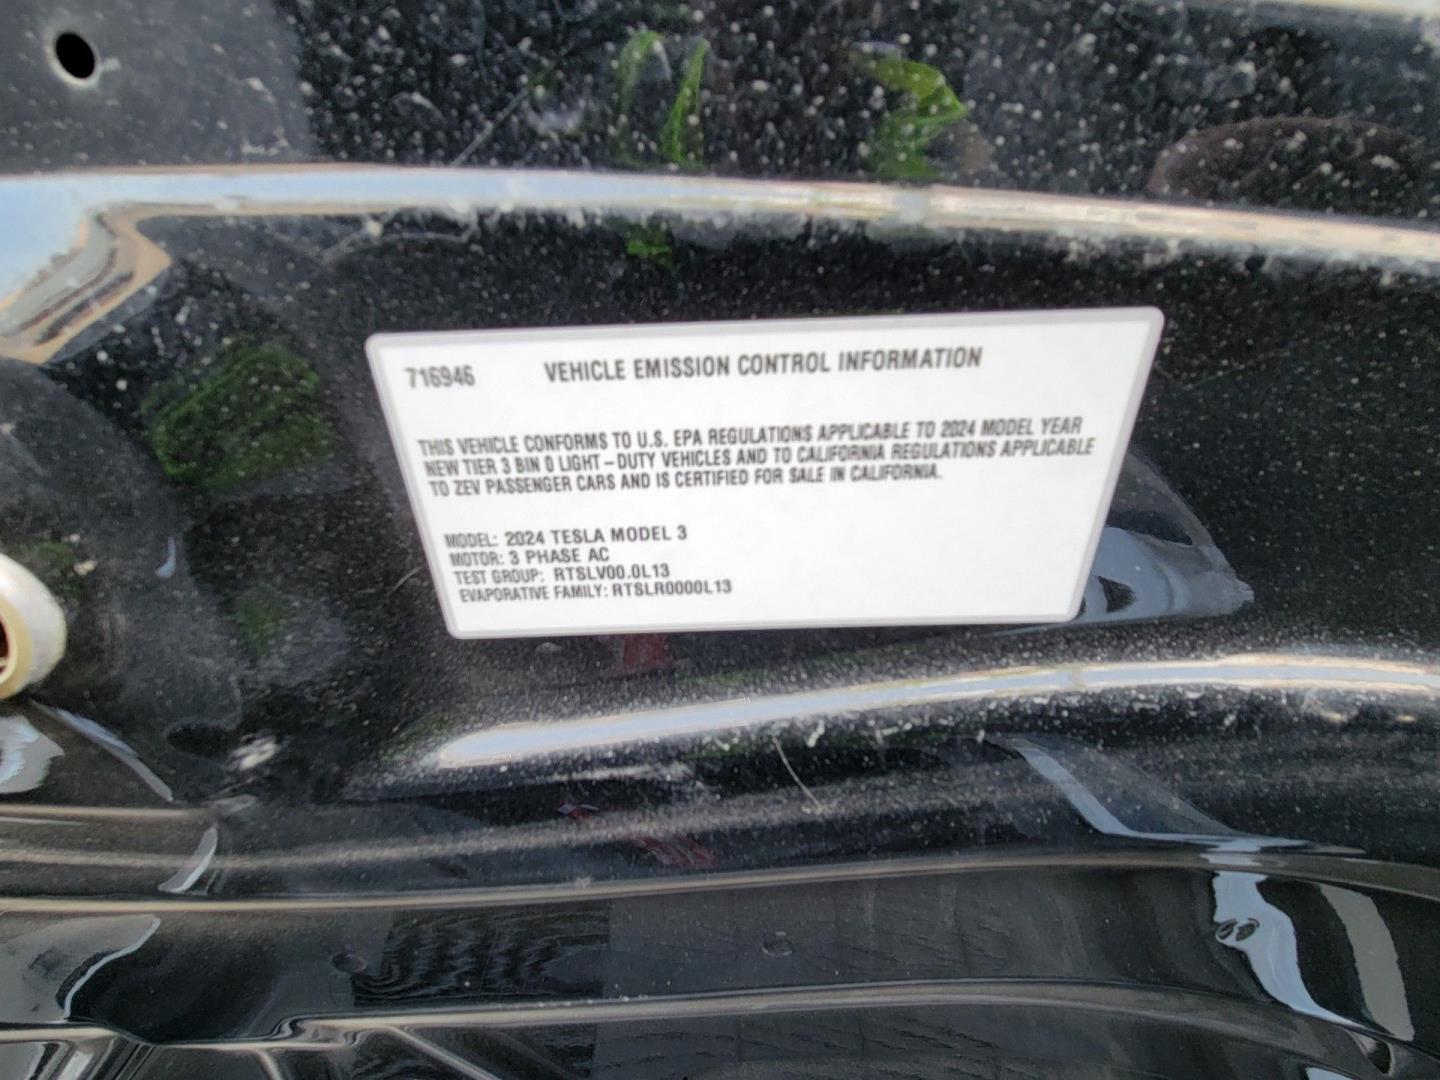 716946 VEHICLE EMISSION CONTROL INFORMATION
THIS VEHICLE CONFORMS TO U.S. EPA REGULATIONS APPLICABLE TO 2024 MODEL YEAR
NEW TIER 3 BIN 0 LIGHT-DUTY VEHICLES AND TO CALIFORNIA REGULATIONS APPLICABLE
TO ZEV PASSENGER CARS AND IS CERTIFIED FOR SALE IN CALIFORNIA.
MODEL: 2024 TESLA MODEL 3
MOTOR: 3 PHASE AC
TEST GROUP: RTSLV00.0L13
EVAPORATIVE FAMILY: RTSLR0000L13